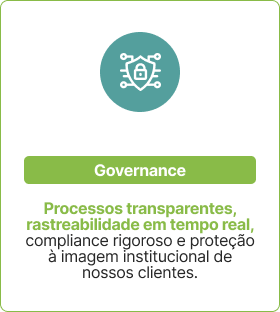 Governance
Processos transparentes,
rastreabilidade em tempo real,
compliance rigoroso e proteção
à imagem institucional de
nossos clientes.